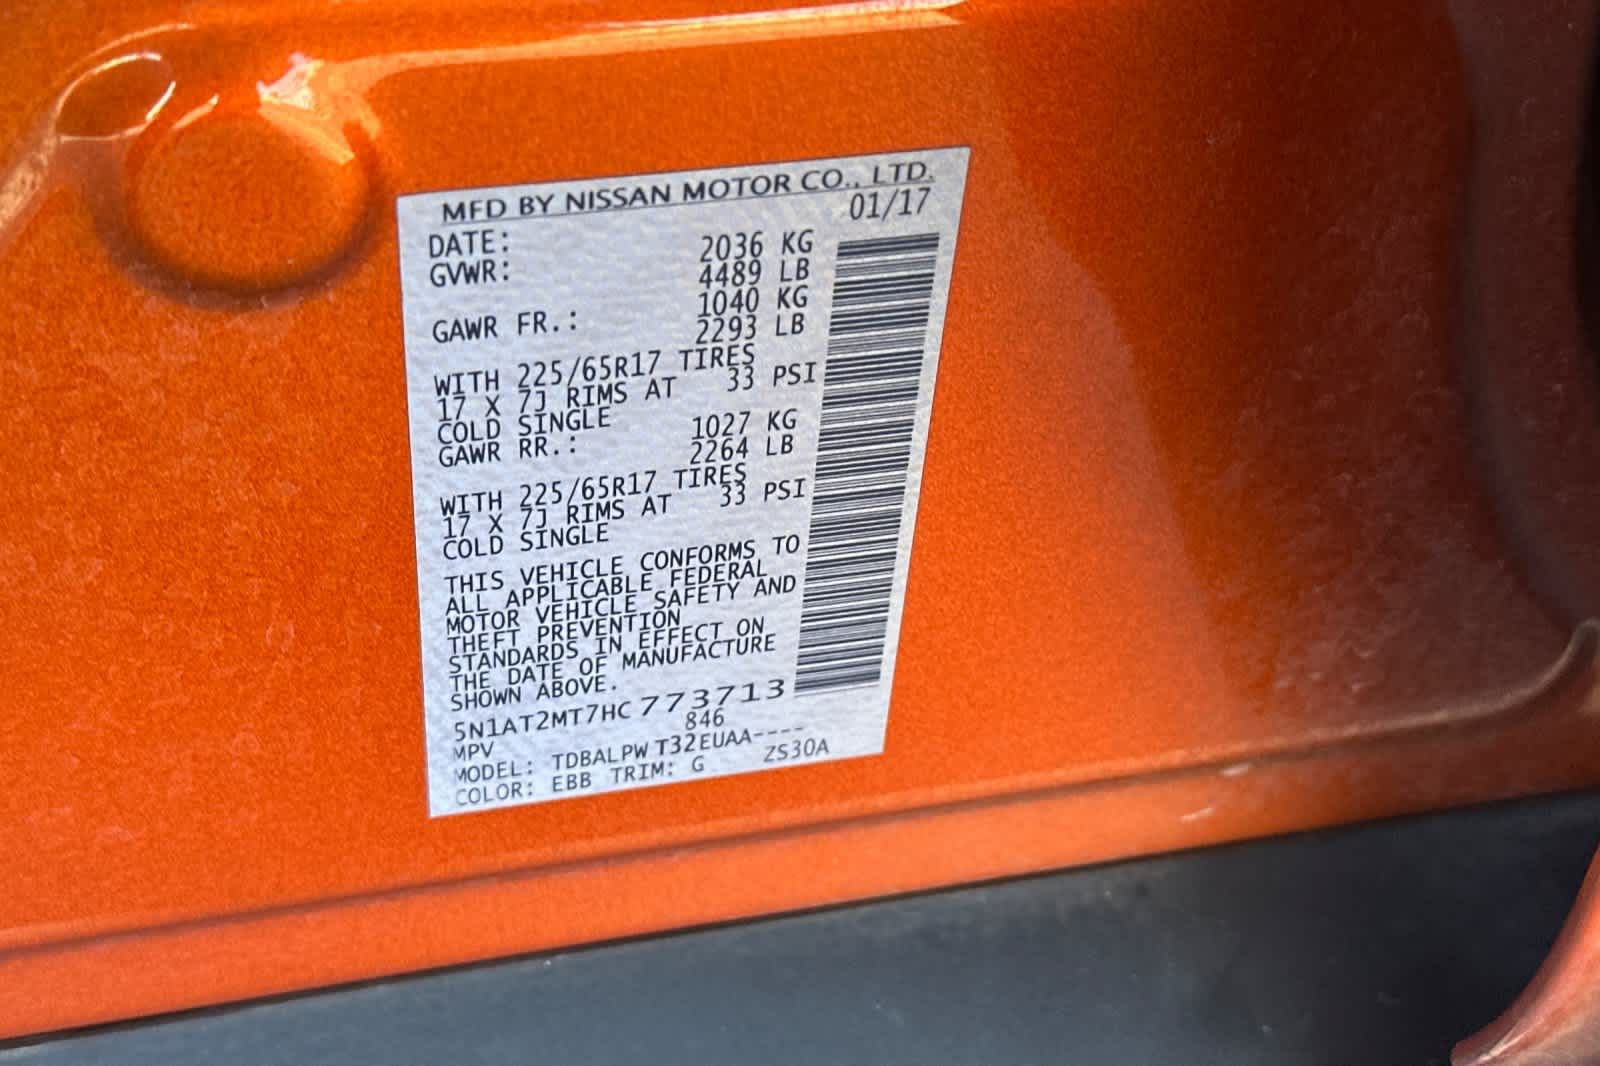 MFD BY NISSAN MOTOR CO., LTD.
DATE: 01/17
GVWR: 2036 KG
4489 LB
GAWR FR.: 1040 KG
2293 LB
WITH 225/65R17 TIRES
17 X 7J RIMS AT 33 PSI
COLD SINGLE
GAWR RR.: 1027 KG
2264 LB
WITH 225/65R17 TIRES
17 X 7J RIMS AT 33 PSI
COLD SINGLE
THIS VEHICLE CONFORMS TO
ALL APPLICABLE FEDERAL
MOTOR VEHICLE SAFETY AND
THEFT PREVENTION
STANDARDS IN EFFECT ON
THE DATE OF MANUFACTURE
SHOWN ABOVE.
5N1AT2MT7HC773713
MPV 846
MODEL: TDBALPWT32EUAA----
COLOR: EBB TRIM: G ZS30A